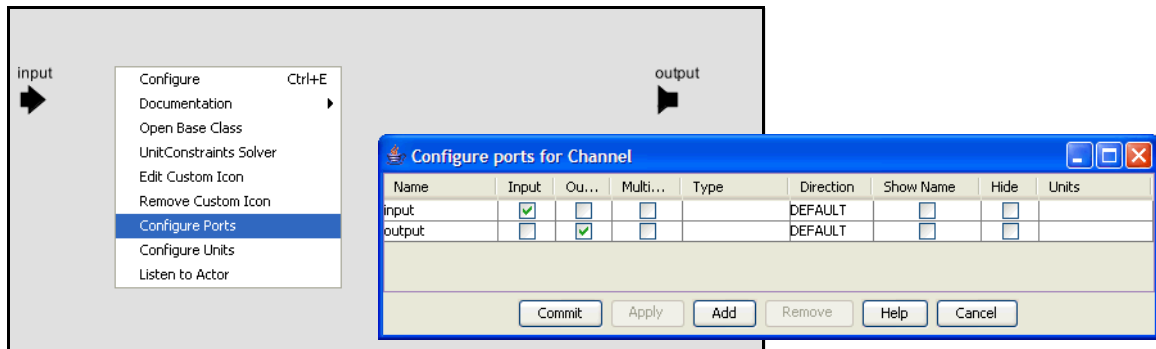 input
output
Configure Ctrl+E
Documentation
Open Base Class
UnitConstraints Solver
Edit Custom Icon
Remove Custom Icon
Configure Ports
Configure Units
Listen to Actor
Configure ports for Channel
Name Input Ou... Multi... Type Direction Show Name Hide Units
input DEFAULT
output DEFAULT
Commit Apply Add Remove Help Cancel